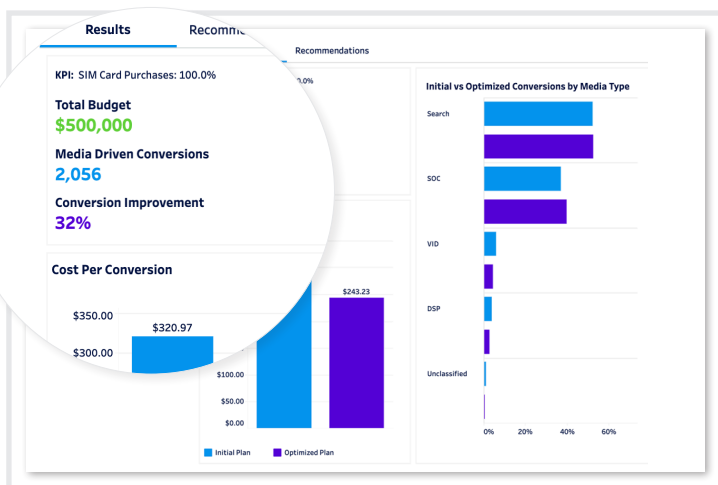 Results
Recomm
Recommendations
KPI: SIM Card Purchases: 100.0%
Total Budget
$500,000
Media Driven Conversions
2,056
Conversion Improvement
32%
Cost Per Conversion
$350.00
$320.97
$300.00
$243.23
$100.00
$50.00
$0.00
Initial Plan
Optimized Plan
Initial vs Optimized Conversions by Media Type
Search
SOC
VID
DSP
Unclassified
0% 20% 40% 60%